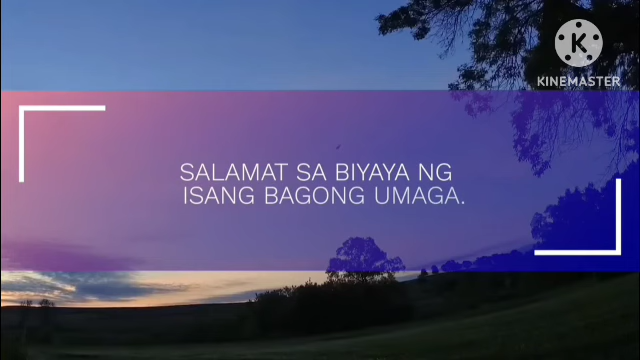 K
KINEMASTER
SALAMAT SA BIYAYA NG
ISANG BAGONG UMAGA.